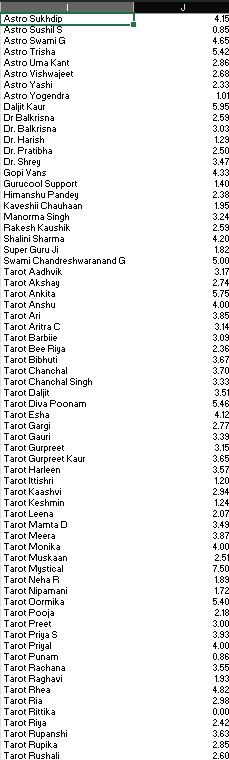 I J
Astro Sukhdip 4.15
Astro Sushil S 0.85
Astro Swami G 4.65
Astro Trisha 5.42
Astro Uma Kant 2.86
Astro Vishwajeet 2.68
Astro Yashi 2.33
Astro Yogendra 1.01
Daljit Kaur 5.95
Dr Balkrisna 2.59
Dr. Balkrisna 3.03
Dr. Harish 1.29
Dr. Pratibha 2.50
Dr. Shrey 3.47
Gopi Vans 4.33
Gurucool Support 1.40
Himanshu Pandey 2.38
Kaveshii Chauhaan 1.95
Manorma Singh 3.24
Rakesh Kaushik 2.59
Shalini Sharma 4.20
Super Guru Ji 1.82
Swami Chandreshwaranand G 5.00
Tarot Aadhvik 3.17
Tarot Akshay 2.74
Tarot Ankita 5.75
Tarot Anshu 4.00
Tarot Ari 3.85
Tarot Aritra C 3.14
Tarot Barbiie 3.09
Tarot Bee Riya 2.36
Tarot Bibhuti 3.67
Tarot Chanchal 3.70
Tarot Chanchal Singh 3.33
Tarot Daljit 3.51
Tarot Diva Poonam 5.46
Tarot Esha 4.12
Tarot Gargi 2.77
Tarot Gauri 3.39
Tarot Gurpreet 3.15
Tarot Gurpreet Kaur 3.65
Tarot Harleen 3.57
Tarot Ittishri 1.20
Tarot Kaashvi 2.94
Tarot Keshmin 1.24
Tarot Leena 2.07
Tarot Mamta D 3.49
Tarot Meera 3.87
Tarot Monika 4.00
Tarot Muskaan 2.51
Tarot Mystical 7.50
Tarot Neha R 1.89
Tarot Nipamani 1.72
Tarot Oormika 5.40
Tarot Pooja 2.18
Tarot Preet 3.00
Tarot Priya S 3.93
Tarot Priyal 4.00
Tarot Punam 0.86
Tarot Rachana 3.55
Tarot Raghavi 1.93
Tarot Rhea 4.82
Tarot Ria 2.98
Tarot Rittika 0.00
Tarot Riya 2.42
Tarot Rupanshi 3.63
Tarot Rupika 2.85
Tarot Rushali 2.60